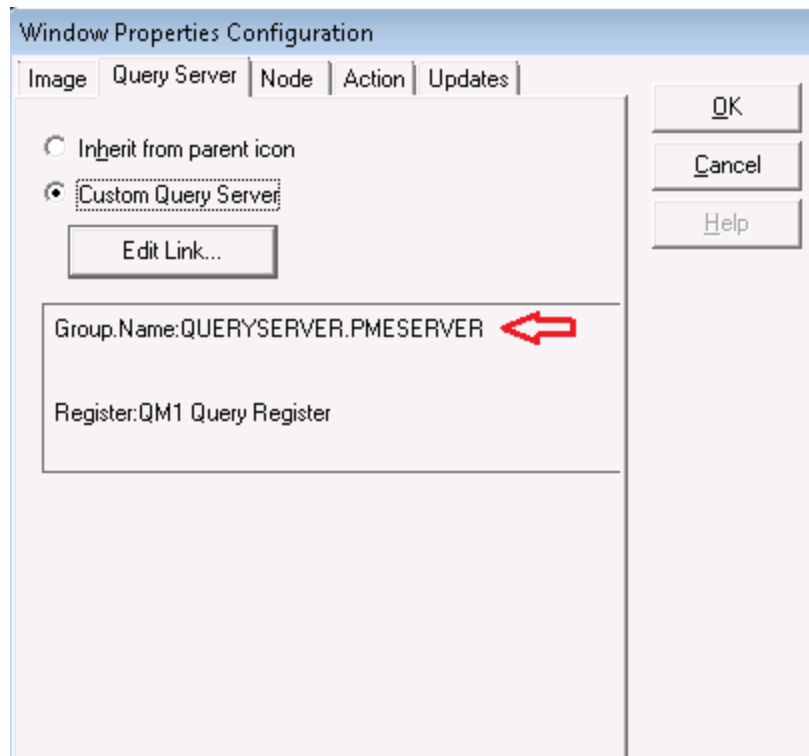 Window Properties Configuration
Image Query Server Node Action Updates
OK
Inherit from parent icon
Cancel
Custom Query Server
Help
Edit Link...
Group.Name:QUERYSERVER.PMESERVER
Register:QM1 Query Register